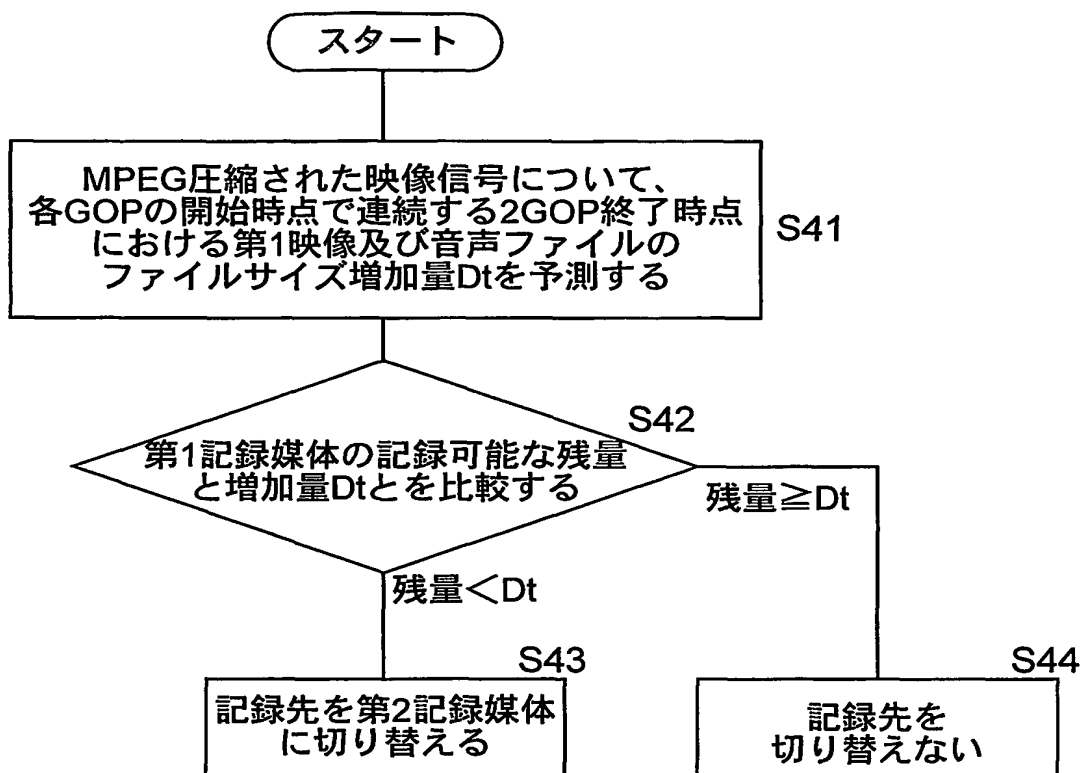 スタート
MPEG圧縮された映像信号について、
各GOPの開始時点で連続する2GOP終了時点
における第1映像及び音声ファイルの
ファイルサイズ増加量Dtを予測する
S41
S42
第1記録媒体の記録可能な残量
と増加量Dtとを比較する
残量≧Dt
残量＜Dt
S43
記録先を第2記録媒体
に切り替える
S44
記録先を
切り替えない